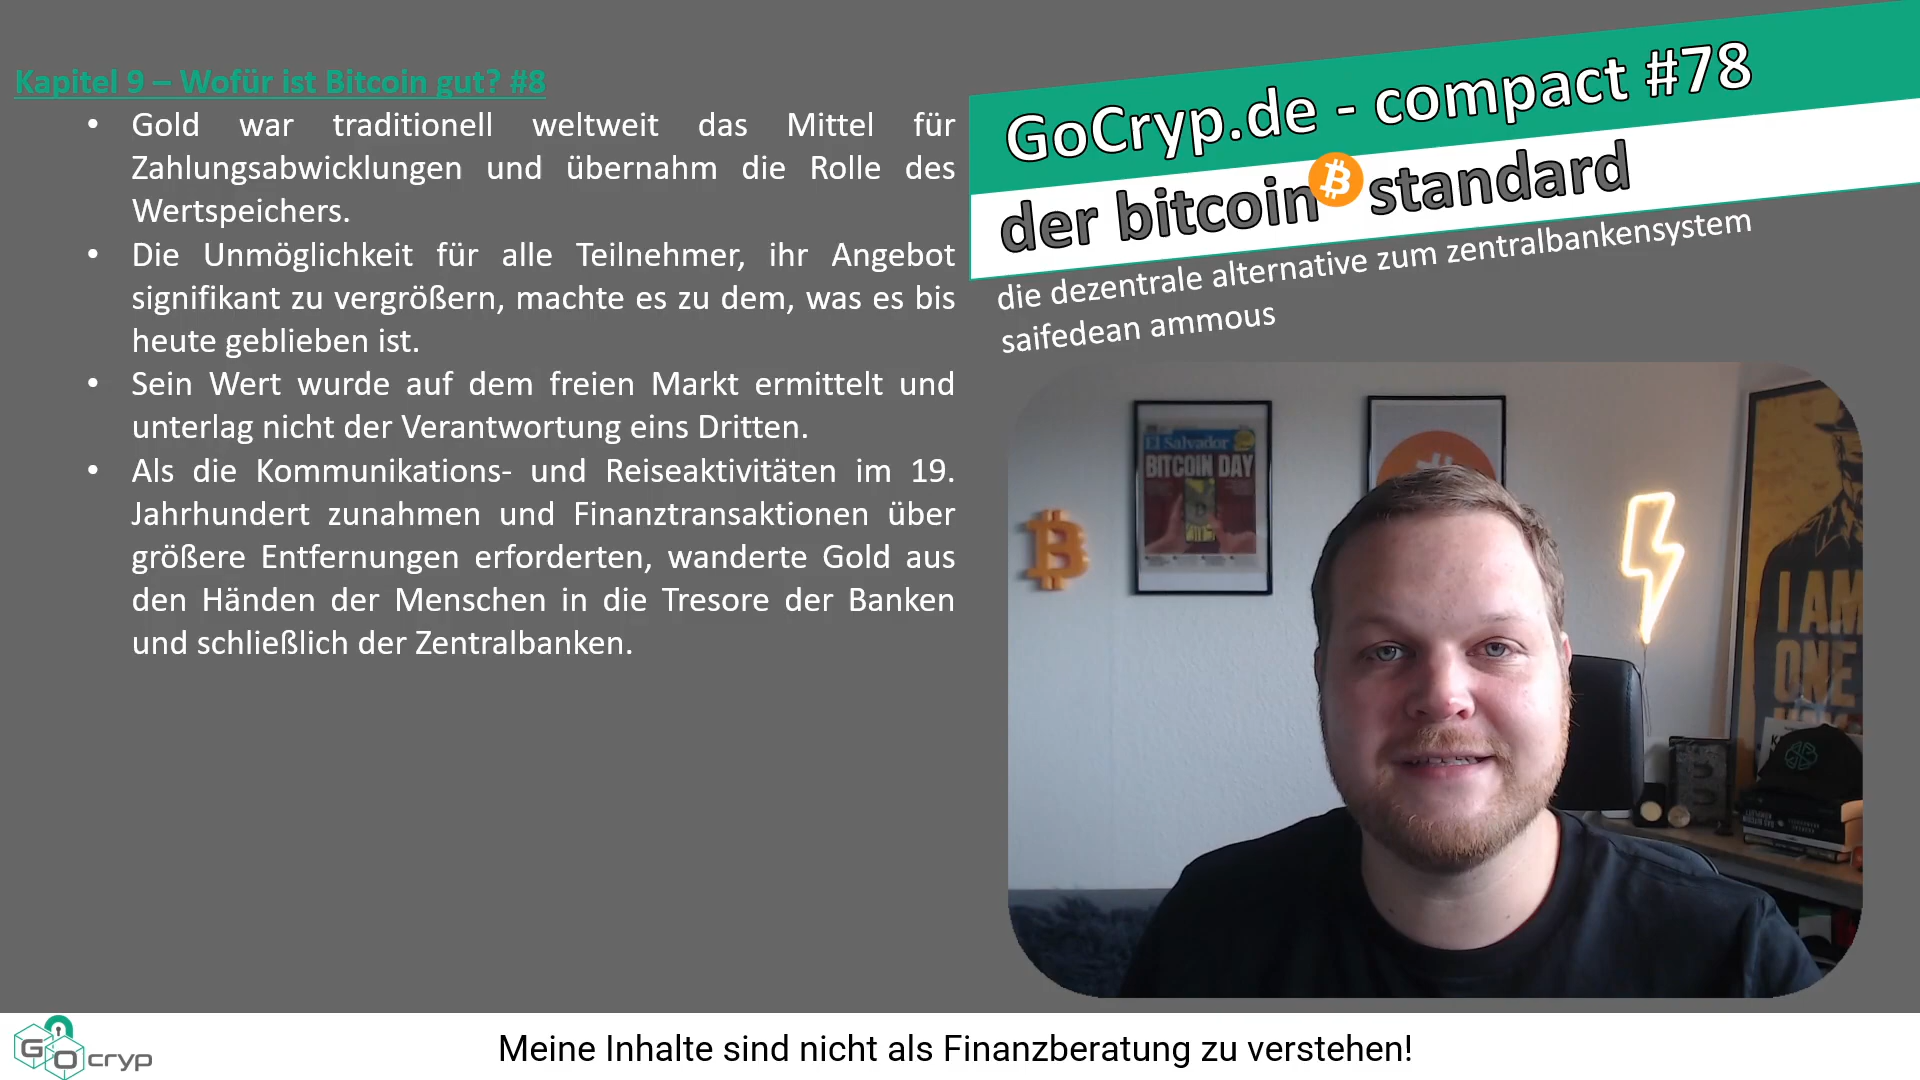 Kapitel 9 – Wofür ist Bitcoin gut? #8
• Gold war traditionell weltweit das Mittel für
Zahlungsabwicklungen und übernahm die Rolle des
Wertspeichers.
• Die Unmöglichkeit für alle Teilnehmer, ihr Angebot
signifikant zu vergrößern, machte es zu dem, was es bis
heute geblieben ist.
• Sein Wert wurde auf dem freien Markt ermittelt und
unterlag nicht der Verantwortung eins Dritten.
• Als die Kommunikations- und Reiseaktivitäten im 19.
Jahrhundert zunahmen und Finanztransaktionen über
größere Entfernungen erforderten, wanderte Gold aus
den Händen der Menschen in die Tresore der Banken
und schließlich der Zentralbanken.
GoCryp.de - compact #78
der bitcoin standard
die dezentrale alternative zum zentralbankensystem
saifedean ammous
El Salvador
BITCOIN DAY
I AM
ONE
GO cryp
Meine Inhalte sind nicht als Finanzberatung zu verstehen!